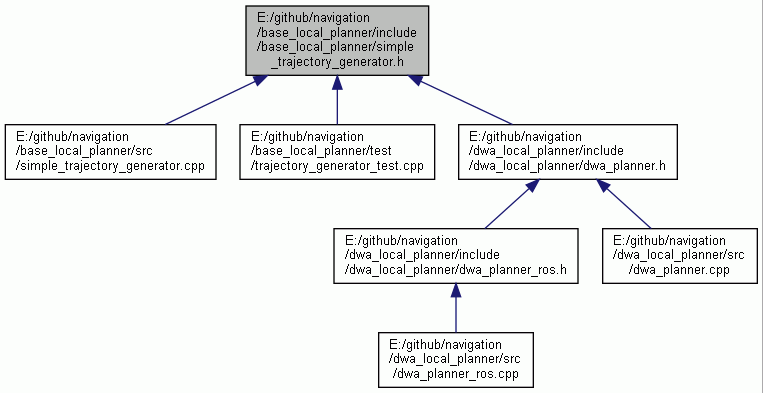 E:/github/navigation
/base_local_planner/include
/base_local_planner/simple
_trajectory_generator.h
E:/github/navigation
/base_local_planner/src
/simple_trajectory_generator.cpp
E:/github/navigation
/base_local_planner/test
/trajectory_generator_test.cpp
E:/github/navigation
/dwa_local_planner/include
/dwa_local_planner/dwa_planner.h
E:/github/navigation
/dwa_local_planner/include
/dwa_local_planner/dwa_planner_ros.h
E:/github/navigation
/dwa_local_planner/src
/dwa_planner.cpp
E:/github/navigation
/dwa_local_planner/src
/dwa_planner_ros.cpp